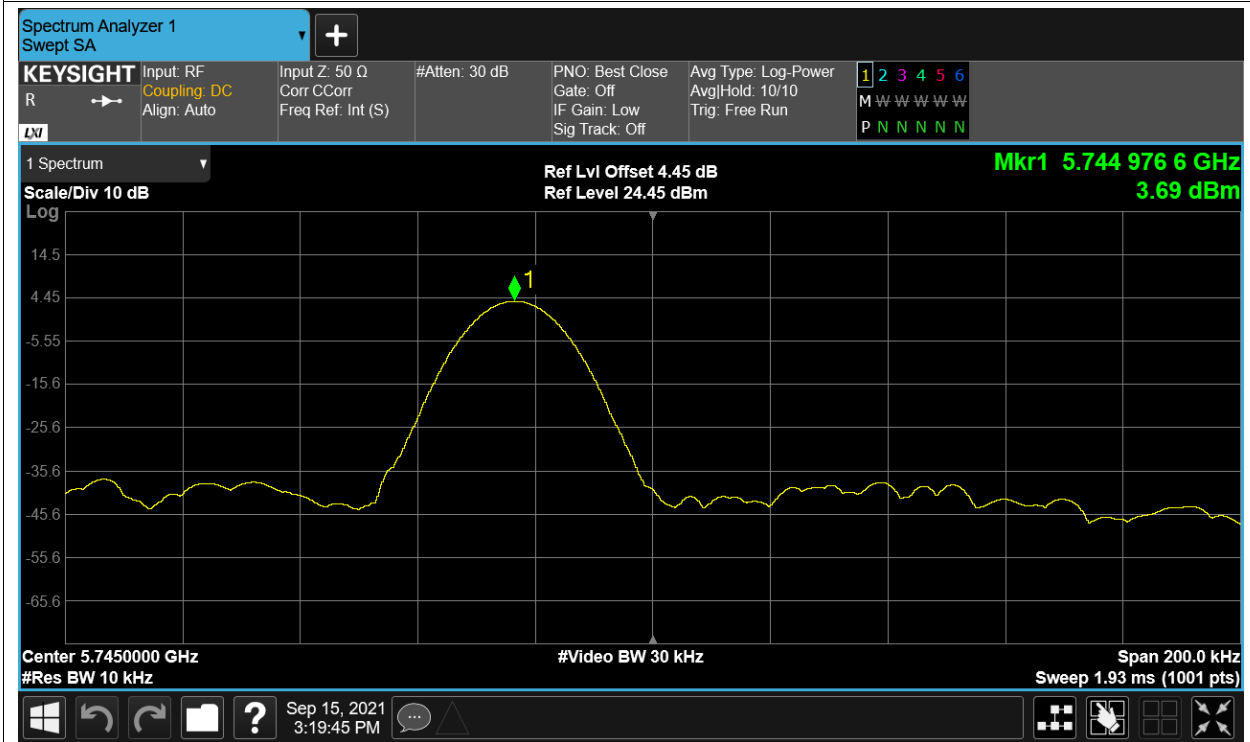 Spectrum Analyzer 1
Swept SA
▼
+
KEYSIGHT
R
LXI
Input: RF
Coupling: DC
Align: Auto
Input Z: 50 Ω
Corr CCorr
Freq Ref: Int (S)
#Atten: 30 dB
PNO: Best Close
Gate: Off
IF Gain: Low
Sig Track: Off
Avg Type: Log-Power
Avg|Hold: 10/10
Trig: Free Run
1 2 3 4 5 6
M W W W W W
P N N N N N
1 Spectrum ▼
Scale/Div 10 dB
Log
Ref Lvl Offset 4.45 dB
Ref Level 24.45 dBm
Mkr1 5.744 976 6 GHz
3.69 dBm
14.5
4.45
-5.55
-15.6
-25.6
-35.6
-45.6
-55.6
-65.6
1
Center 5.7450000 GHz
#Res BW 10 kHz
#Video BW 30 kHz
Span 200.0 kHz
Sweep 1.93 ms (1001 pts)
?
Sep 15, 2021
3:19:45 PM